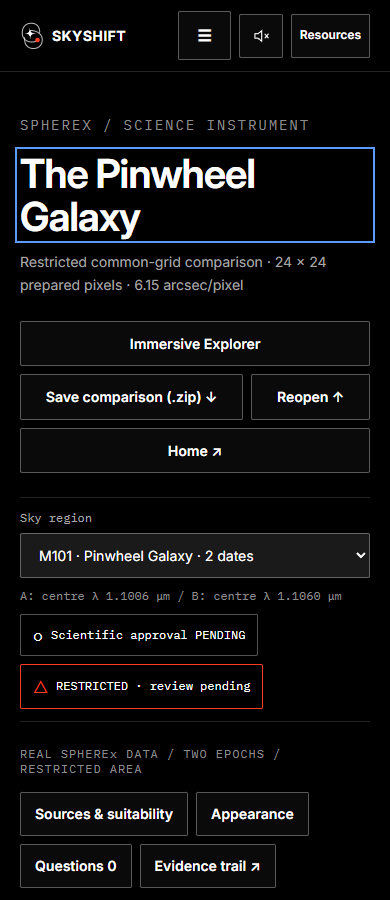 SKYSHIFT
☰
Resources
SPHEREX / SCIENCE INSTRUMENT
The Pinwheel
Galaxy
Restricted common-grid comparison · 24 × 24
prepared pixels · 6.15 arcsec/pixel
Immersive Explorer
Save comparison (.zip) ↓
Reopen ↑
Home ↗
Sky region
M101 · Pinwheel Galaxy · 2 dates
A: centre λ 1.1006 μm / B: centre λ 1.1060 μm
○ Scientific approval PENDING
△ RESTRICTED · review pending
REAL SPHEREx DATA / TWO EPOCHS /
RESTRICTED AREA
Sources & suitability
Appearance
Questions 0
Evidence trail ↗